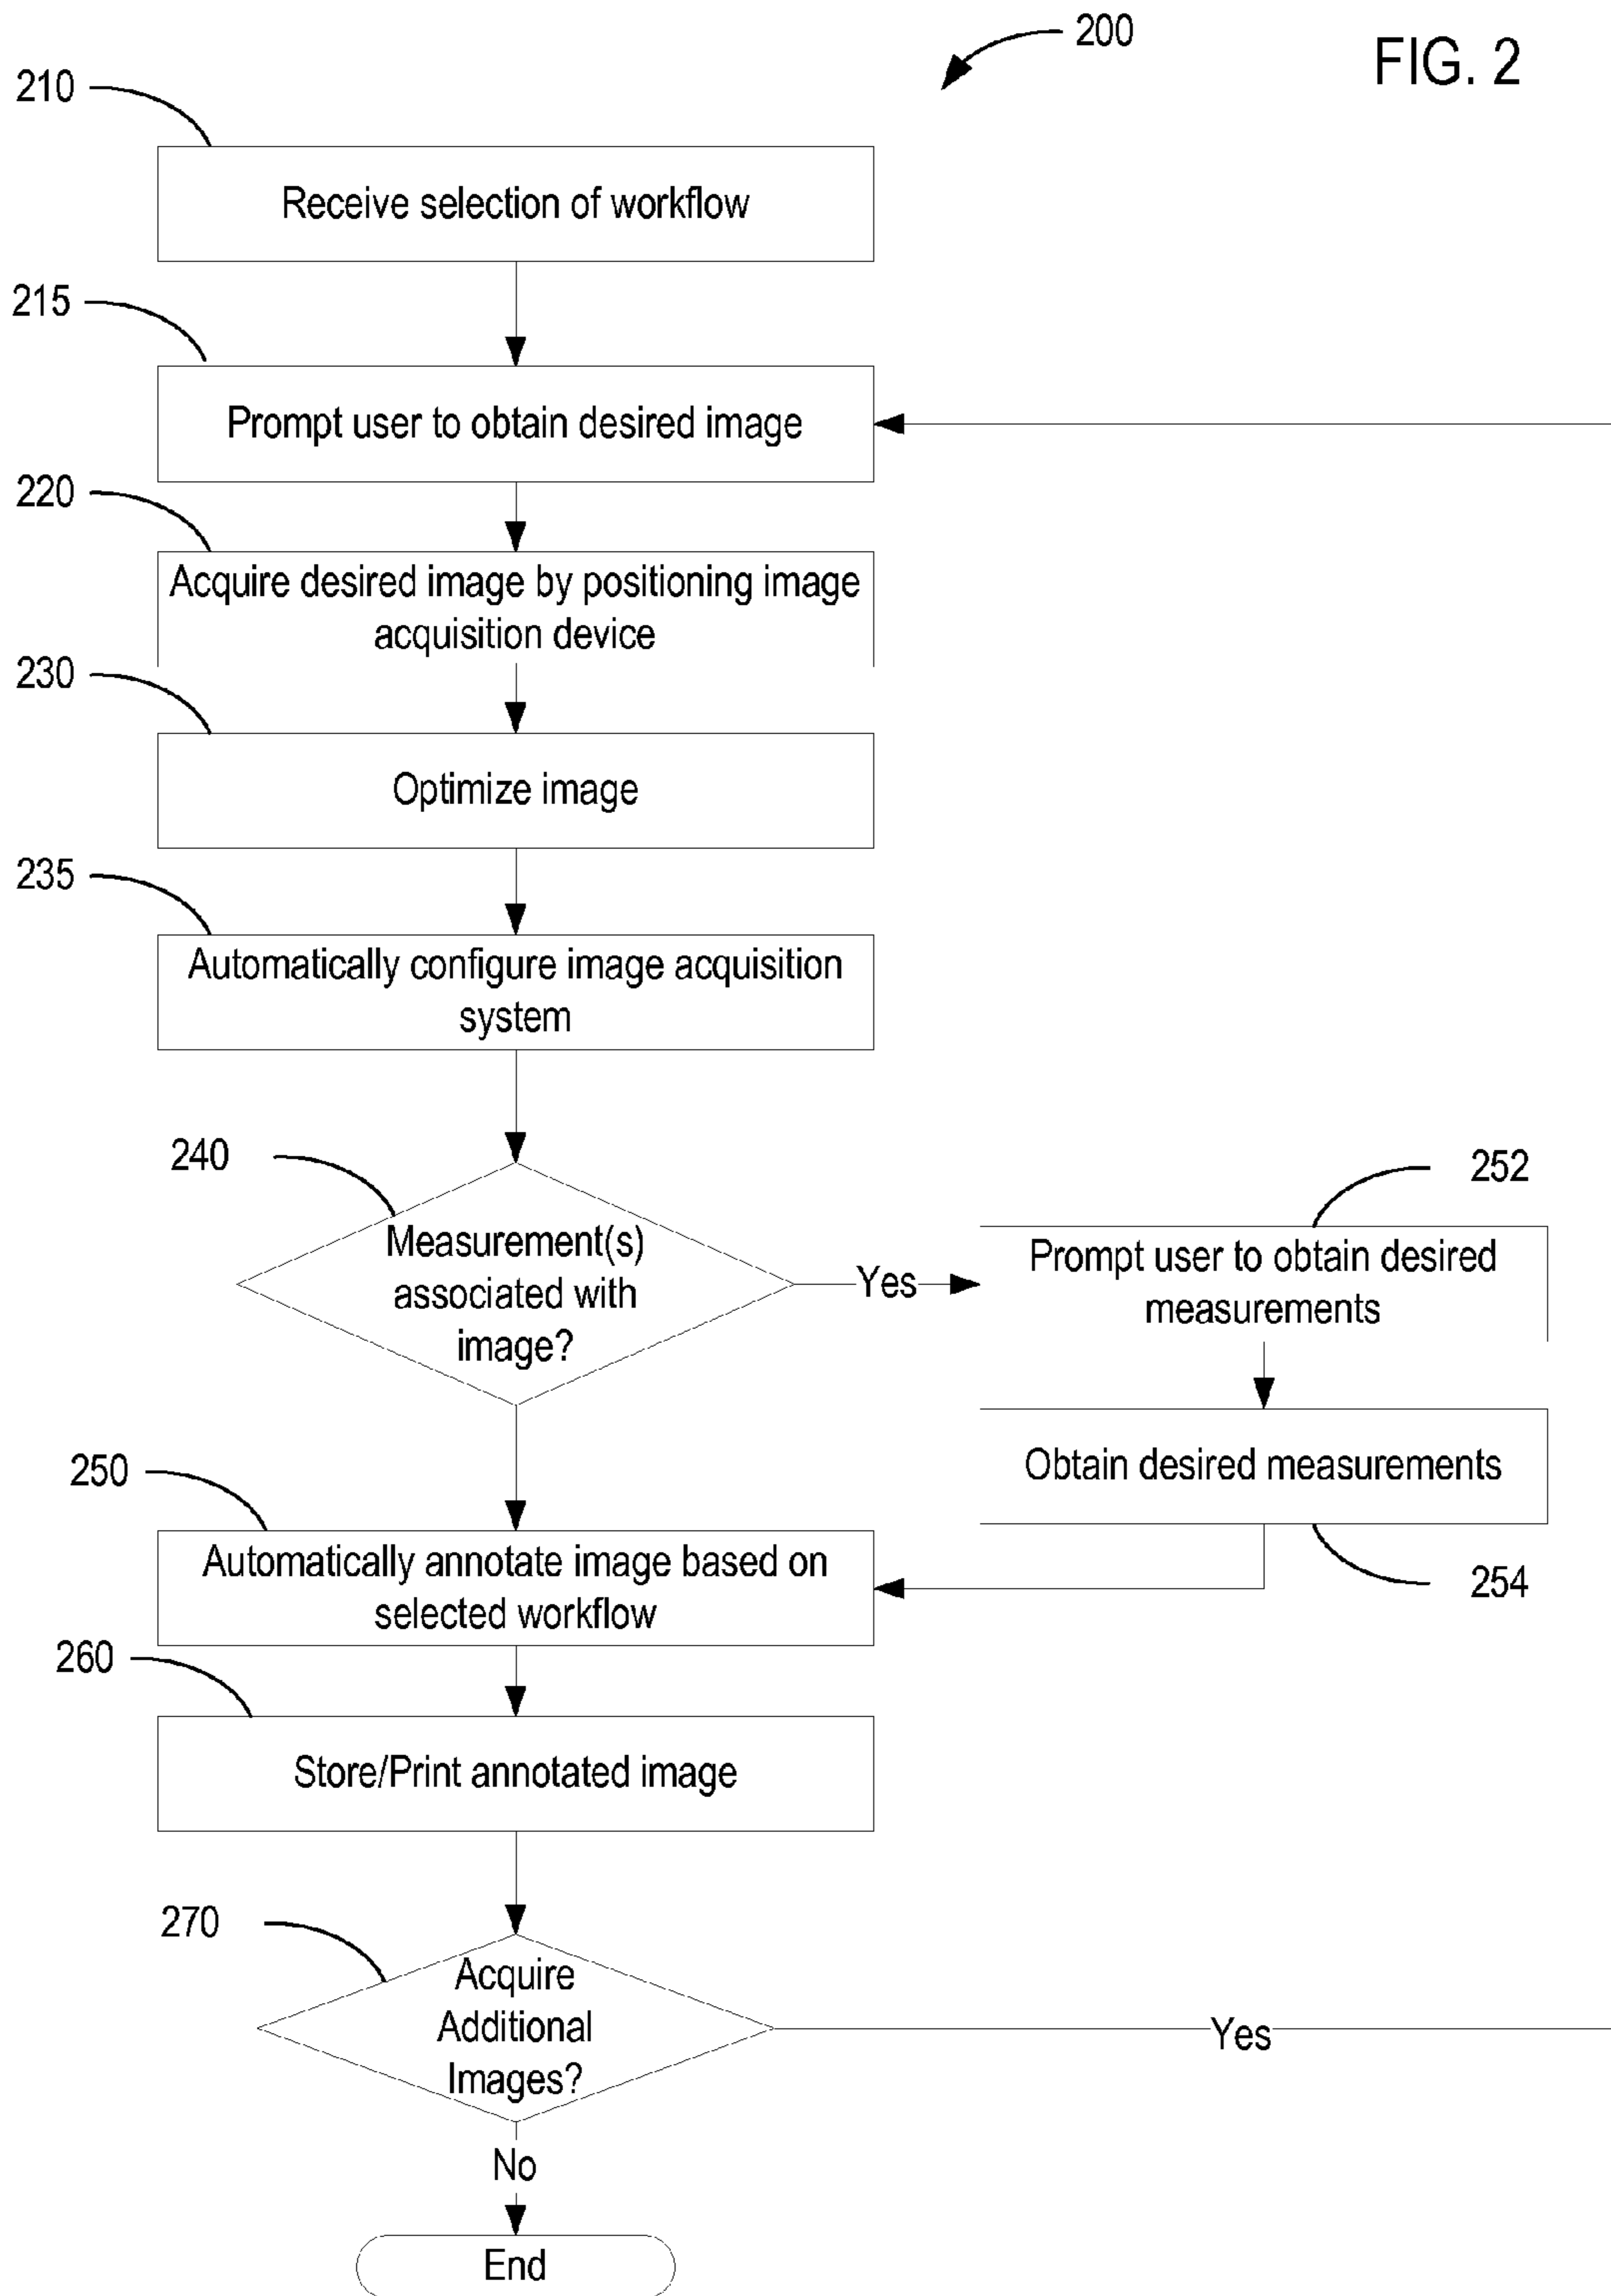 200
FIG. 2
210
Receive selection of workflow
215
Prompt user to obtain desired image
220
Acquire desired image by positioning image
acquisition device
230
Optimize image
235
Automatically configure image acquisition
system
240
Measurement(s)
associated with
image?
Yes
252
Prompt user to obtain desired
measurements
Obtain desired measurements
254
250
Automatically annotate image based on
selected workflow
260
Store/Print annotated image
270
Acquire
Additional
Images?
Yes
No
End